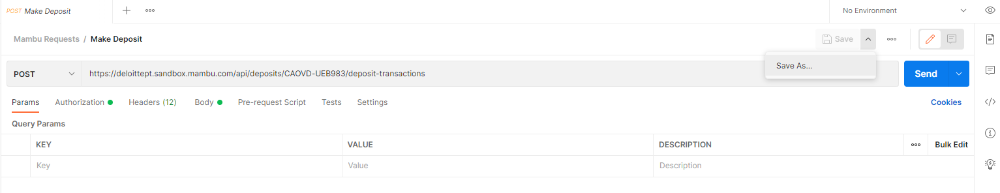 POST Make Deposit
No Environment
Mambu Requests / Make Deposit
Save
Save As...
POST
https://deloittept.sandbox.mambu.com/api/deposits/CAOVD-UEB983/deposit-transactions
Send
Params Authorization Headers (12) Body Pre-request Script Tests Settings Cookies
Query Params
KEY VALUE DESCRIPTION Bulk Edit
Key Value Description